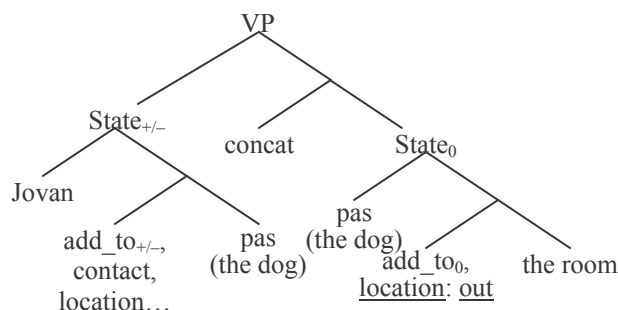 VP
State+/–
concat
State0
Jovan
pas
(the dog)
add_to+/–,
contact,
location…
pas
(the dog)
add_to0,
location: out
the room